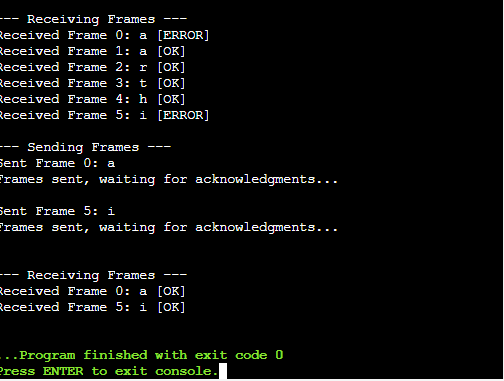 --- Receiving Frames ---
Received Frame 0: a [ERROR]
Received Frame 1: a [OK]
Received Frame 2: r [OK]
Received Frame 3: t [OK]
Received Frame 4: h [OK]
Received Frame 5: i [ERROR]
--- Sending Frames ---
Sent Frame 0: a
Frames sent, waiting for acknowledgments...
Sent Frame 5: i
Frames sent, waiting for acknowledgments...
--- Receiving Frames ---
Received Frame 0: a [OK]
Received Frame 5: i [OK]
...Program finished with exit code 0
Press ENTER to exit console.